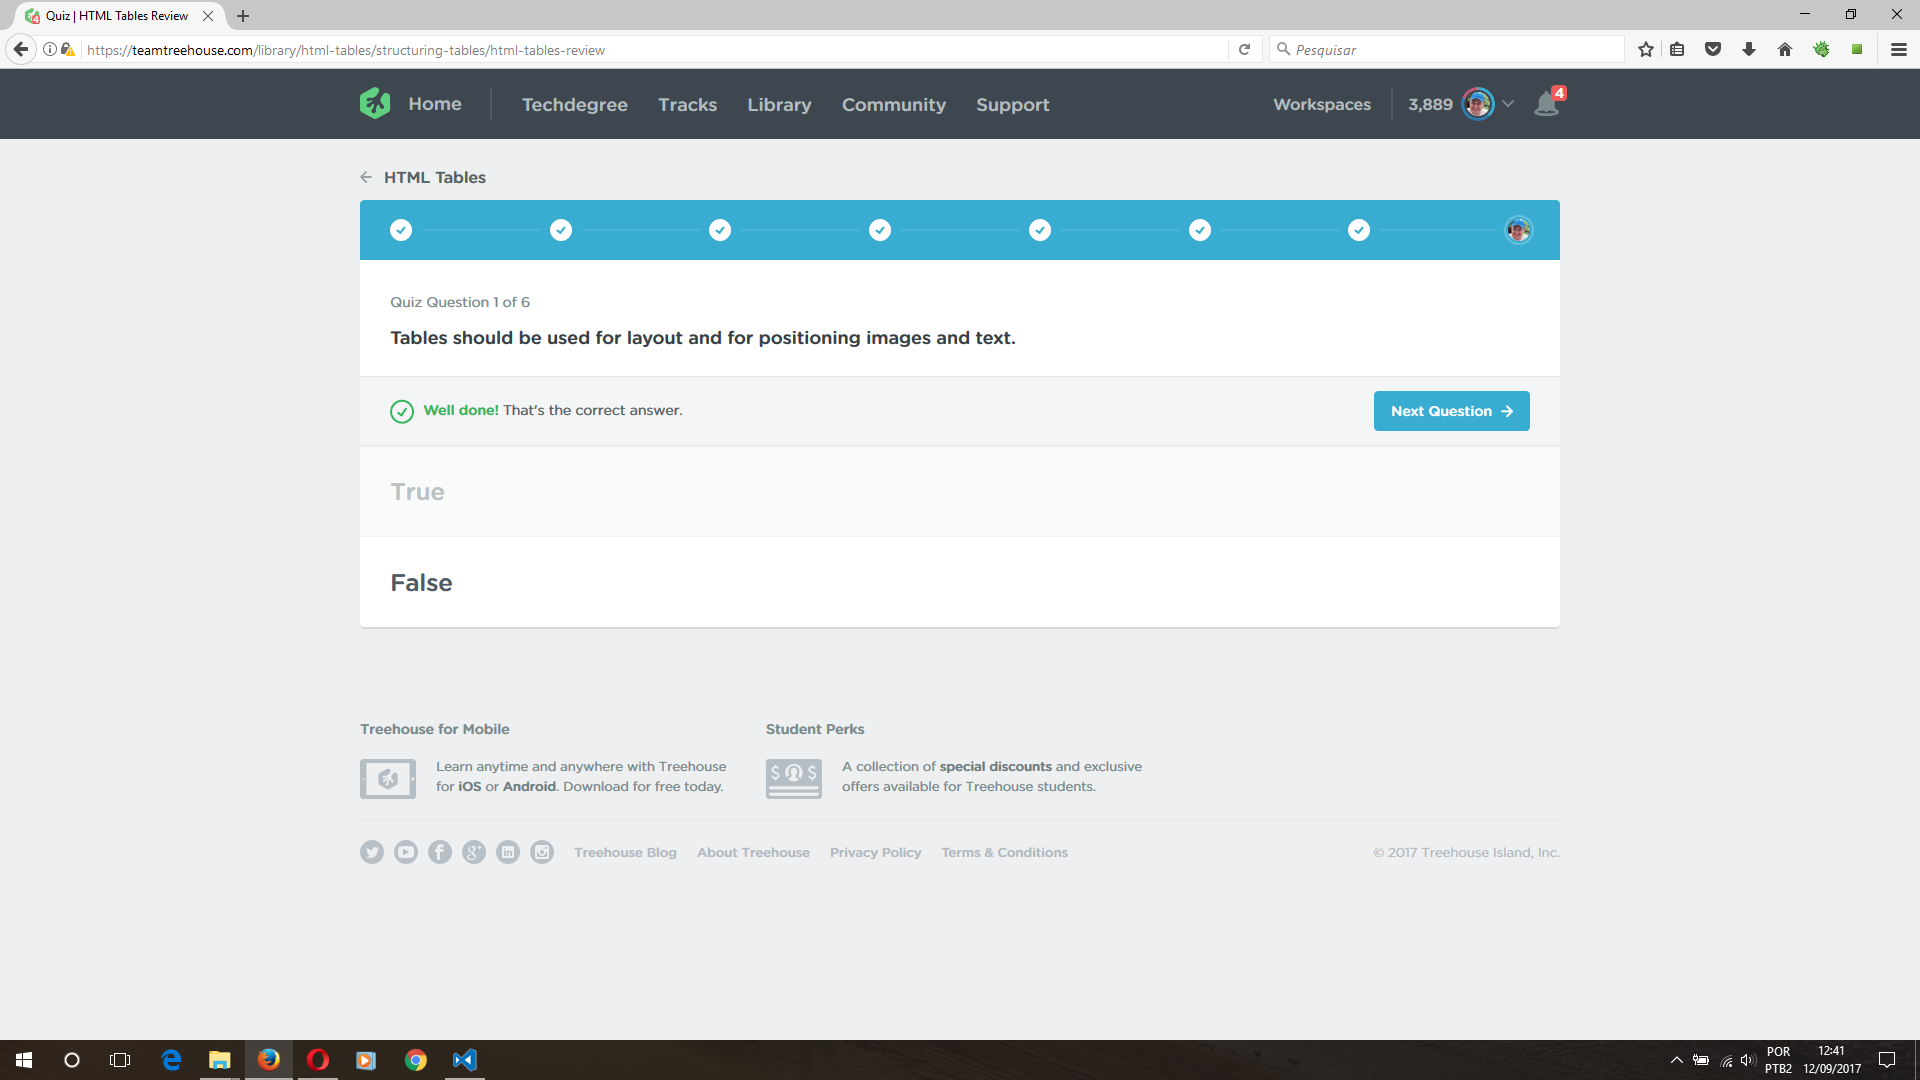 Quiz | HTML Tables Review
https://teamtreehouse.com/library/html-tables/structuring-tables/html-tables-review
Pesquisar
Home
Techdegree
Tracks
Library
Community
Support
Workspaces
3,889
4
HTML Tables
Quiz Question 1 of 6
Tables should be used for layout and for positioning images and text.
Well done! That's the correct answer.
Next Question
True
False
Treehouse for Mobile
Learn anytime and anywhere with Treehouse
for iOS or Android. Download for free today.
Student Perks
A collection of special discounts and exclusive
offers available for Treehouse students.
Treehouse Blog
About Treehouse
Privacy Policy
Terms & Conditions
© 2017 Treehouse Island, Inc.
POR
PTB2
12:41
12/09/2017